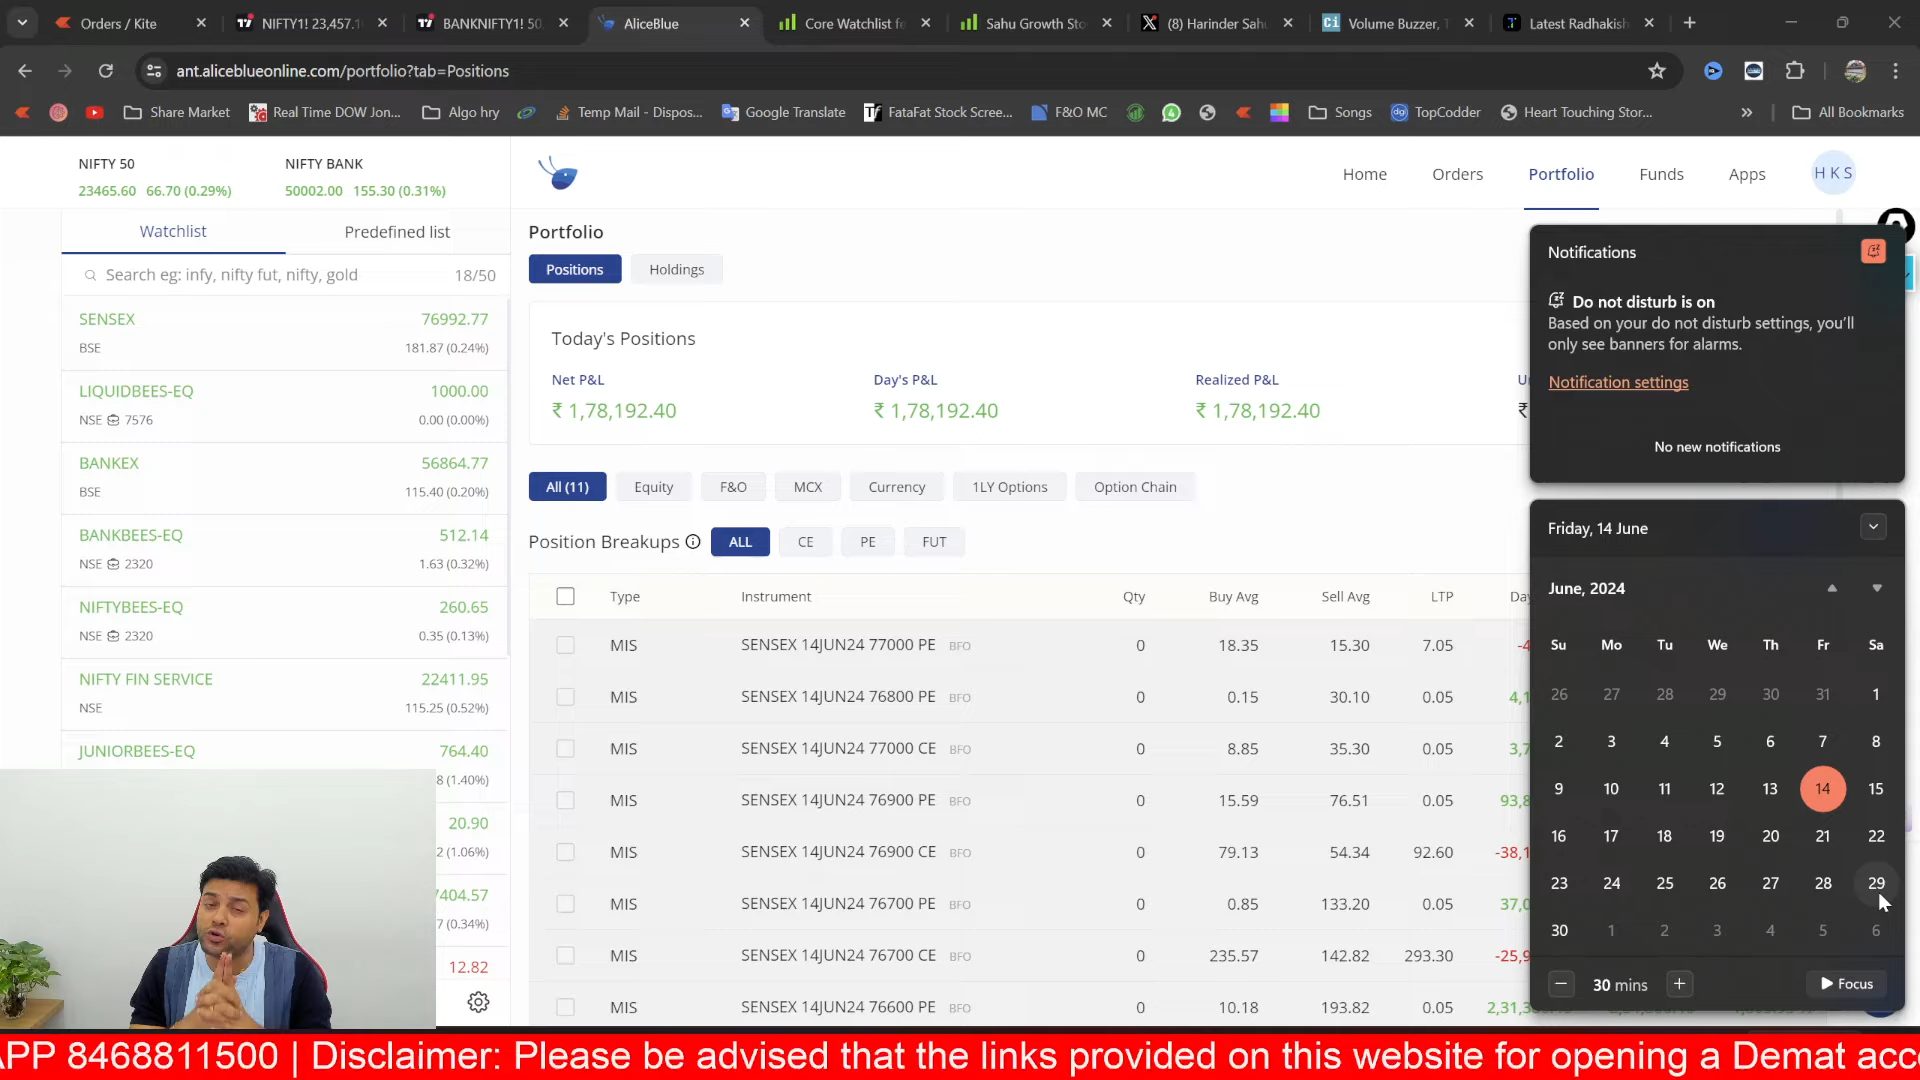 Orders / Kite
NIFTY1! 23,457.1
BANKNIFTY1! 50,
AliceBlue
Core Watchlist fe
Sahu Growth Sto
(8) Harinder Sahu
Volume Buzzer, T
Latest Radhakish
ant.aliceblueonline.com/portfolio?tab=Positions
Share Market
Real Time DOW Jon...
Algo hry
Temp Mail - Dispos...
Google Translate
FataFat Stock Scree...
F&O MC
Songs
TopCodder
Heart Touching Stor...
All Bookmarks
NIFTY 50
23465.60 66.70 (0.29%)
NIFTY BANK
50002.00 155.30 (0.31%)
Home
Orders
Portfolio
Funds
Apps
H K S
Watchlist
Predefined list
Search eg: infy, nifty fut, nifty, gold
18/50
SENSEX 76992.77
BSE 181.87 (0.24%)
LIQUIDBEES-EQ 1000.00
NSE 7576 0.00 (0.00%)
BANKEX 56864.77
BSE 115.40 (0.20%)
BANKBEES-EQ 512.14
NSE 2320 1.63 (0.32%)
NIFTYBEES-EQ 260.65
NSE 2320 0.35 (0.13%)
NIFTY FIN SERVICE 22411.95
NSE 115.25 (0.52%)
JUNIORBEES-EQ 764.40
8 (1.40%)
20.90
2 (1.06%)
7404.57
7 (0.34%)
12.82
Portfolio
Positions
Holdings
Today's Positions
Net P&L
₹ 1,78,192.40
Day's P&L
₹ 1,78,192.40
Realized P&L
₹ 1,78,192.40
U
₹
All (11)
Equity
F&O
MCX
Currency
1LY Options
Option Chain
Position Breakups
ALL
CE
PE
FUT
Type Instrument Qty Buy Avg Sell Avg LTP Da
MIS SENSEX 14JUN24 77000 PE BFO 0 18.35 15.30 7.05 -4
MIS SENSEX 14JUN24 76800 PE BFO 0 0.15 30.10 0.05 4,1
MIS SENSEX 14JUN24 77000 CE BFO 0 8.85 35.30 0.05 3,7
MIS SENSEX 14JUN24 76900 PE BFO 0 15.59 76.51 0.05 93,8
MIS SENSEX 14JUN24 76900 CE BFO 0 79.13 54.34 92.60 -38,1
MIS SENSEX 14JUN24 76700 PE BFO 0 0.85 133.20 0.05 37,0
MIS SENSEX 14JUN24 76700 CE BFO 0 235.57 142.82 293.30 -25,9
MIS SENSEX 14JUN24 76600 PE BFO 0 10.18 193.82 0.05 2,31,3
Notifications
Do not disturb is on
Based on your do not disturb settings, you'll
only see banners for alarms.
Notification settings
No new notifications
Friday, 14 June
June, 2024
Su Mo Tu We Th Fr Sa
26 27 28 29 30 31 1
2 3 4 5 6 7 8
9 10 11 12 13 14 15
16 17 18 19 20 21 22
23 24 25 26 27 28 29
30 1 2 3 4 5 6
30 mins
Focus
APP 8468811500 | Disclaimer: Please be advised that the links provided on this website for opening a Demat acc